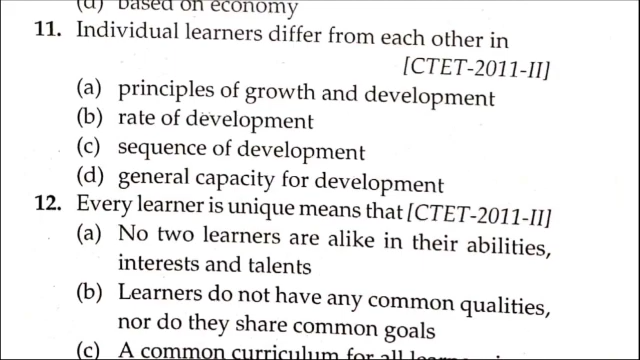 (d) based on economy
11. Individual learners differ from each other in
[CTET-2011-II]
(a) principles of growth and development
(b) rate of development
(c) sequence of development
(d) general capacity for development
12. Every learner is unique means that [CTET-2011-II]
(a) No two learners are alike in their abilities,
interests and talents
(b) Learners do not have any common qualities,
nor do they share common goals
(c) A common curriculum for all